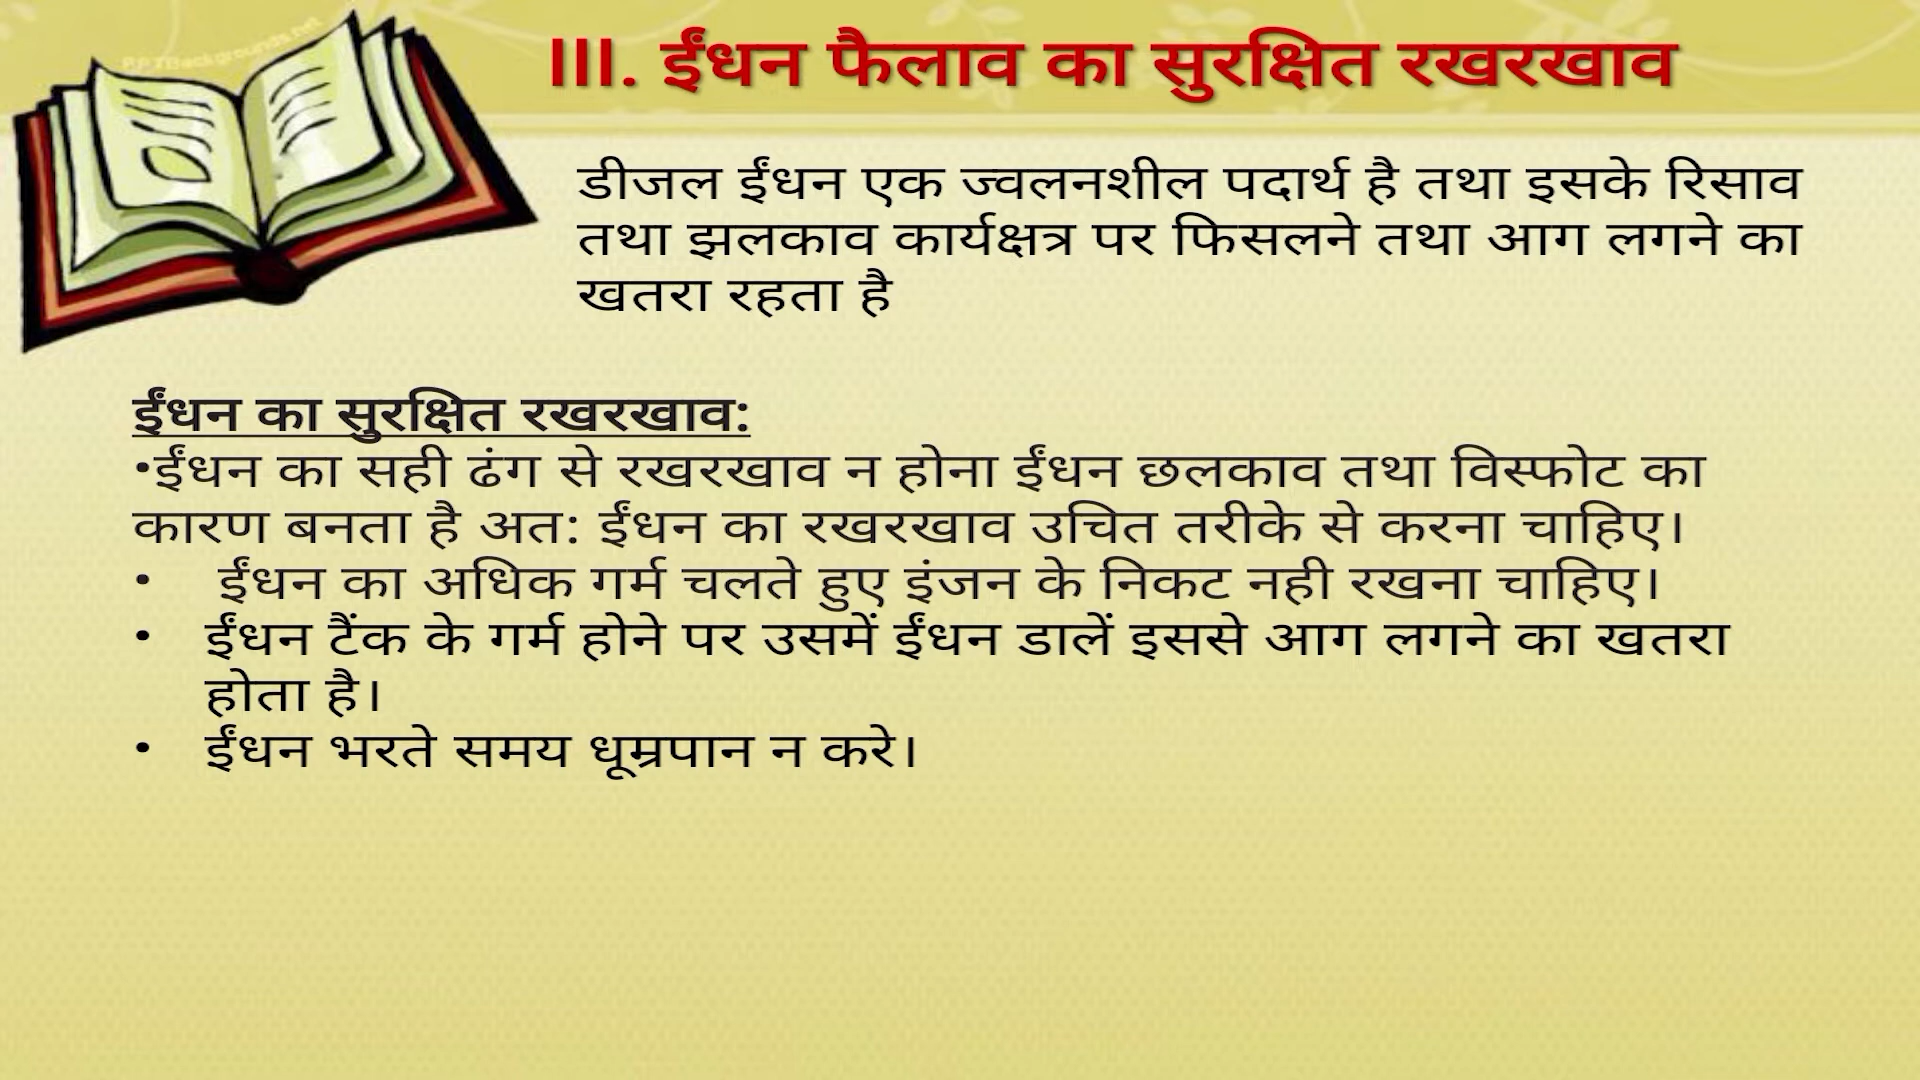 PPTBackgrounds.net
III. ईंधन फैलाव का सुरक्षित रखरखाव
डीजल ईंधन एक ज्वलनशील पदार्थ है तथा इसके रिसाव
तथा झलकाव कार्यक्षत्र पर फिसलने तथा आग लगने का
खतरा रहता है
ईंधन का सुरक्षित रखरखाव:
•ईंधन का सही ढंग से रखरखाव न होना ईंधन छलकाव तथा विस्फोट का
कारण बनता है अत: ईंधन का रखरखाव उचित तरीके से करना चाहिए।
• ईंधन का अधिक गर्म चलते हुए इंजन के निकट नही रखना चाहिए।
• ईंधन टैंक के गर्म होने पर उसमें ईंधन डालें इससे आग लगने का खतरा
होता है।
• ईंधन भरते समय धूम्रपान न करे।